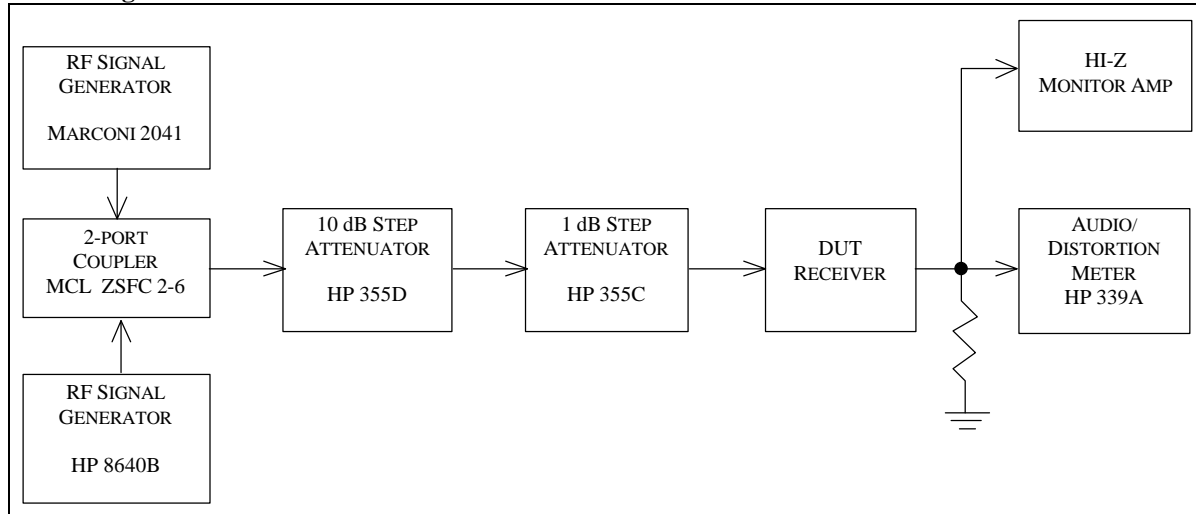 RF SIGNAL
GENERATOR
MARCONI 2041
2-PORT
COUPLER
MCL ZSFC 2-6
RF SIGNAL
GENERATOR
HP 8640B
10 dB STEP
ATTENUATOR
HP 355D
1 dB STEP
ATTENUATOR
HP 355C
DUT
RECEIVER
HI-Z
MONITOR AMP
AUDIO/
DISTORTION
METER
HP 339A